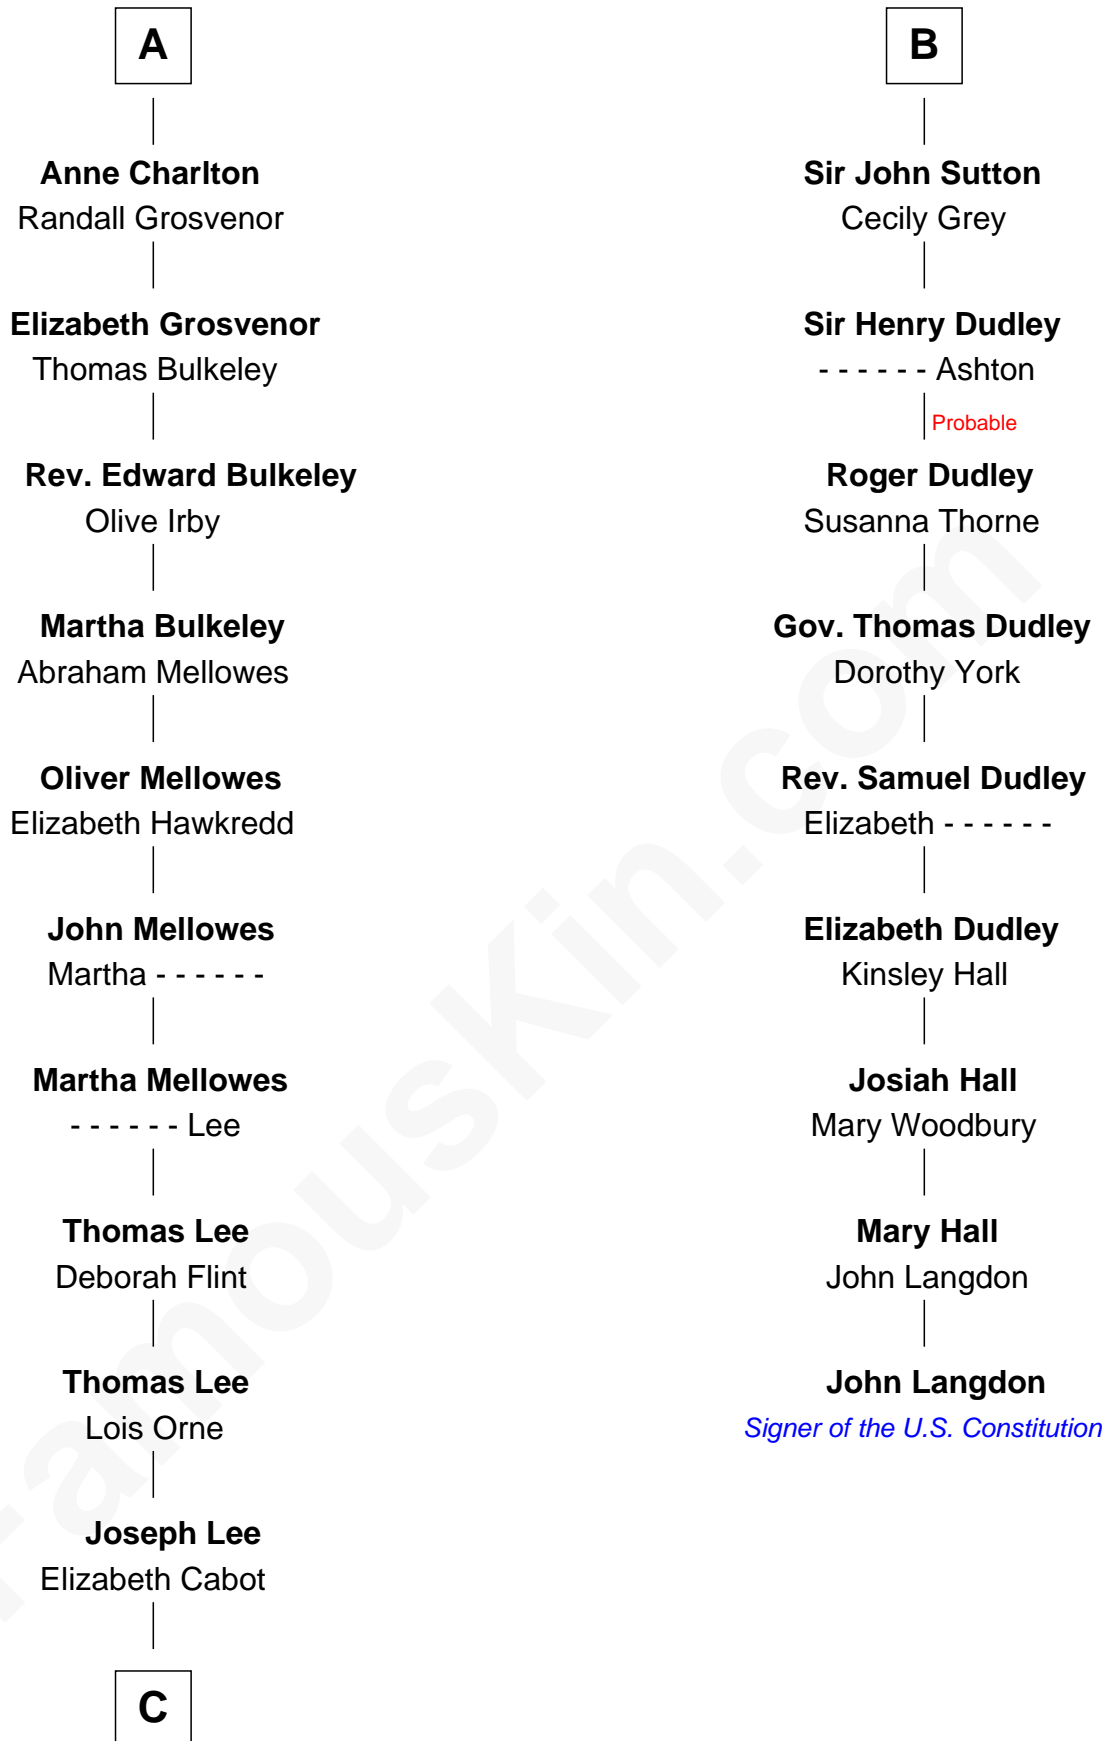 A
Anne Charlton
Randall Grosvenor
Elizabeth Grosvenor
Thomas Bulkeley
Rev. Edward Bulkeley
Olive Irby
Martha Bulkeley
Abraham Mellowes
Oliver Mellowes
Elizabeth Hawkredd
John Mellowes
Martha - - - - - -
Martha Mellowes
- - - - - - Lee
Thomas Lee
Deborah Flint
Thomas Lee
Lois Orne
Joseph Lee
Elizabeth Cabot
C
B
Sir John Sutton
Cecily Grey
Sir Henry Dudley
- - - - - - Ashton
Probable
Roger Dudley
Susanna Thorne
Gov. Thomas Dudley
Dorothy York
Rev. Samuel Dudley
Elizabeth - - - - - -
Elizabeth Dudley
Kinsley Hall
Josiah Hall
Mary Woodbury
Mary Hall
John Langdon
John Langdon
Signer of the U.S. Constitution
FamousKin.com